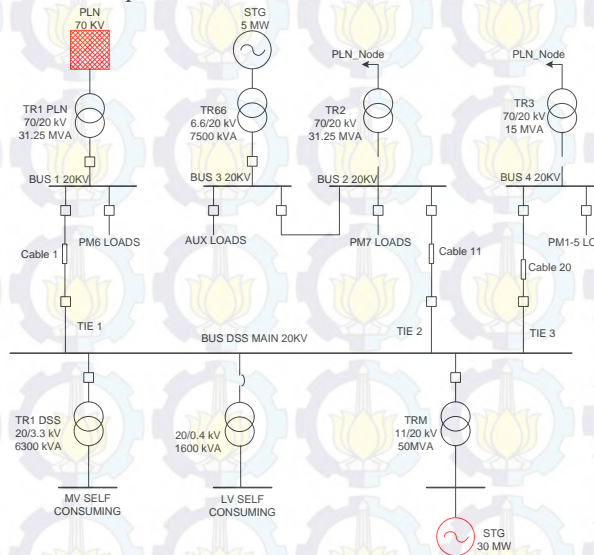 PLN
70 KV
STG
5 MW
PLN_Node
PLN_Node
TR1 PLN
70/20 kV
31.25 MVA
TR66
6.6/20 kV
7500 kVA
TR2
70/20 kV
31.25 MVA
TR3
70/20 kV
15 MVA
BUS 1 20KV
BUS 3 20KV
BUS 2 20KV
BUS 4 20KV
PM6 LOADS
AUX LOADS
PM7 LOADS
PM1-5 LO
Cable 1
Cable 11
Cable 20
TIE 1
TIE 2
TIE 3
BUS DSS MAIN 20KV
TR1 DSS
20/3.3 kV
6300 kVA
20/0.4 kV
1600 kVA
TRM
11/20 kV
50MVA
MV SELF
CONSUMING
LV SELF
CONSUMING
STG
30 MW